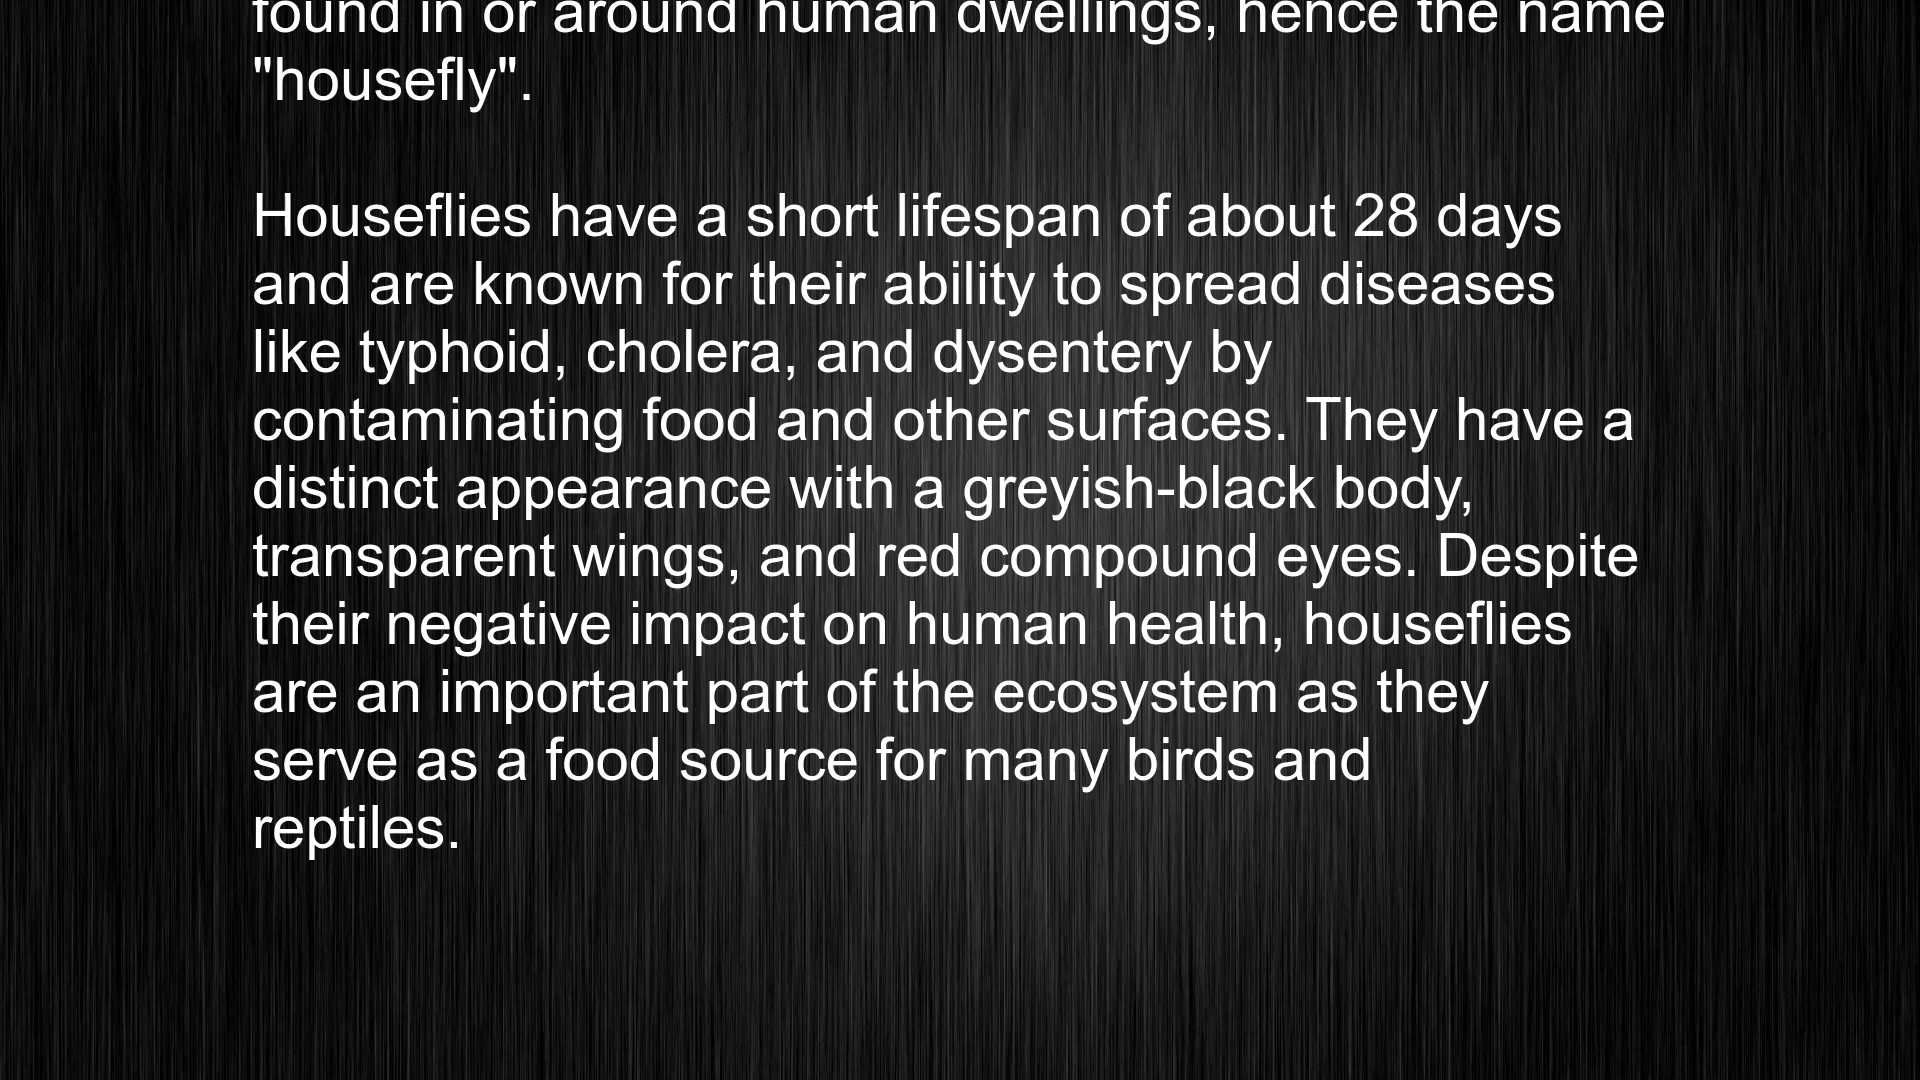 found in or around human dwellings, hence the name
"housefly".
Houseflies have a short lifespan of about 28 days
and are known for their ability to spread diseases
like typhoid, cholera, and dysentery by
contaminating food and other surfaces. They have a
distinct appearance with a greyish-black body,
transparent wings, and red compound eyes. Despite
their negative impact on human health, houseflies
are an important part of the ecosystem as they
serve as a food source for many birds and
reptiles.